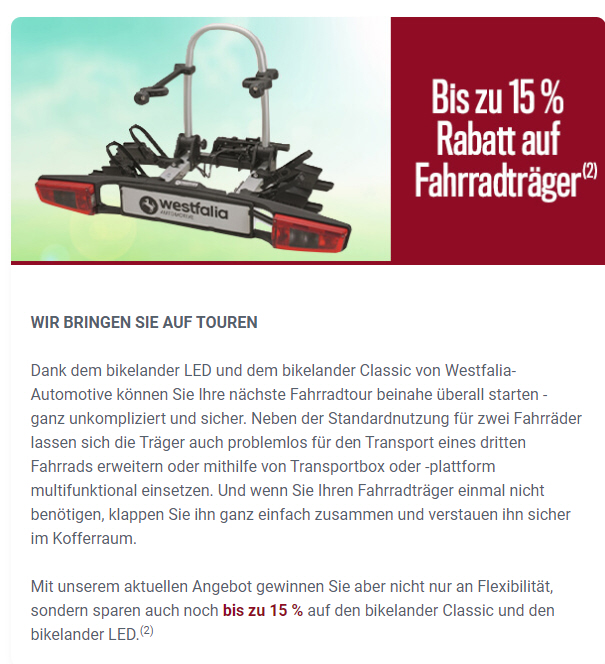 Bis zu 15 %
Rabatt auf
Fahrradträger(2)
westfalia
AUTOMOTIVE
WIR BRINGEN SIE AUF TOUREN
Dank dem bikelander LED und dem bikelander Classic von Westfalia-
Automotive können Sie Ihre nächste Fahrradtour beinahe überall starten -
ganz unkompliziert und sicher. Neben der Standardnutzung für zwei Fahrräder
lassen sich die Träger auch problemlos für den Transport eines dritten
Fahrrads erweitern oder mithilfe von Transportbox oder -plattform
multifunktional einsetzen. Und wenn Sie Ihren Fahrradträger einmal nicht
benötigen, klappen Sie ihn ganz einfach zusammen und verstauen ihn sicher
im Kofferraum.
Mit unserem aktuellen Angebot gewinnen Sie aber nicht nur an Flexibilität,
sondern sparen auch noch bis zu 15 % auf den bikelander Classic und den
bikelander LED.(2)